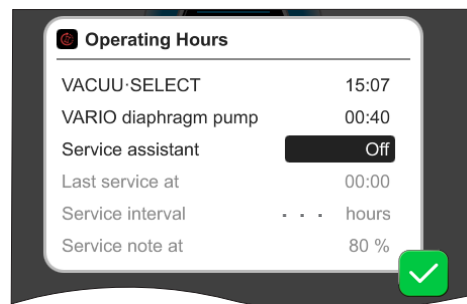 Operating Hours
VACUU·SELECT 15:07
VARIO diaphragm pump 00:40
Service assistant Off
Last service at 00:00
Service interval - - - hours
Service note at 80 %